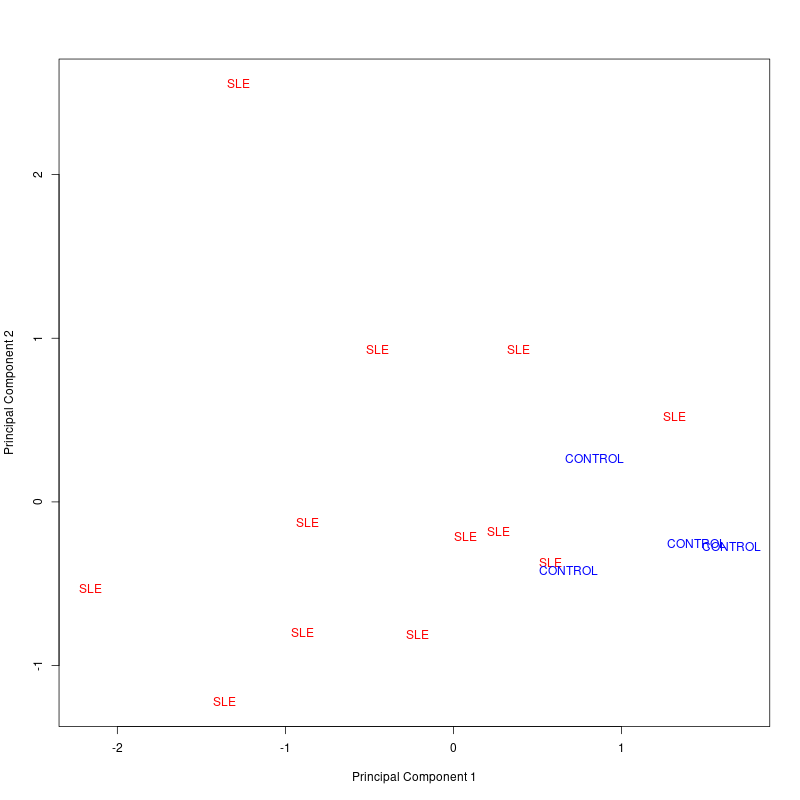 SLE
2
Principal Component 2
1
SLE
SLE
SLE
CONTROL
0
SLE
SLE
SLE
CONTROL
CONTROL
SLE
CONTROL
SLE
SLE
SLE
-1
SLE
-2
-1
0
1
Principal Component 1